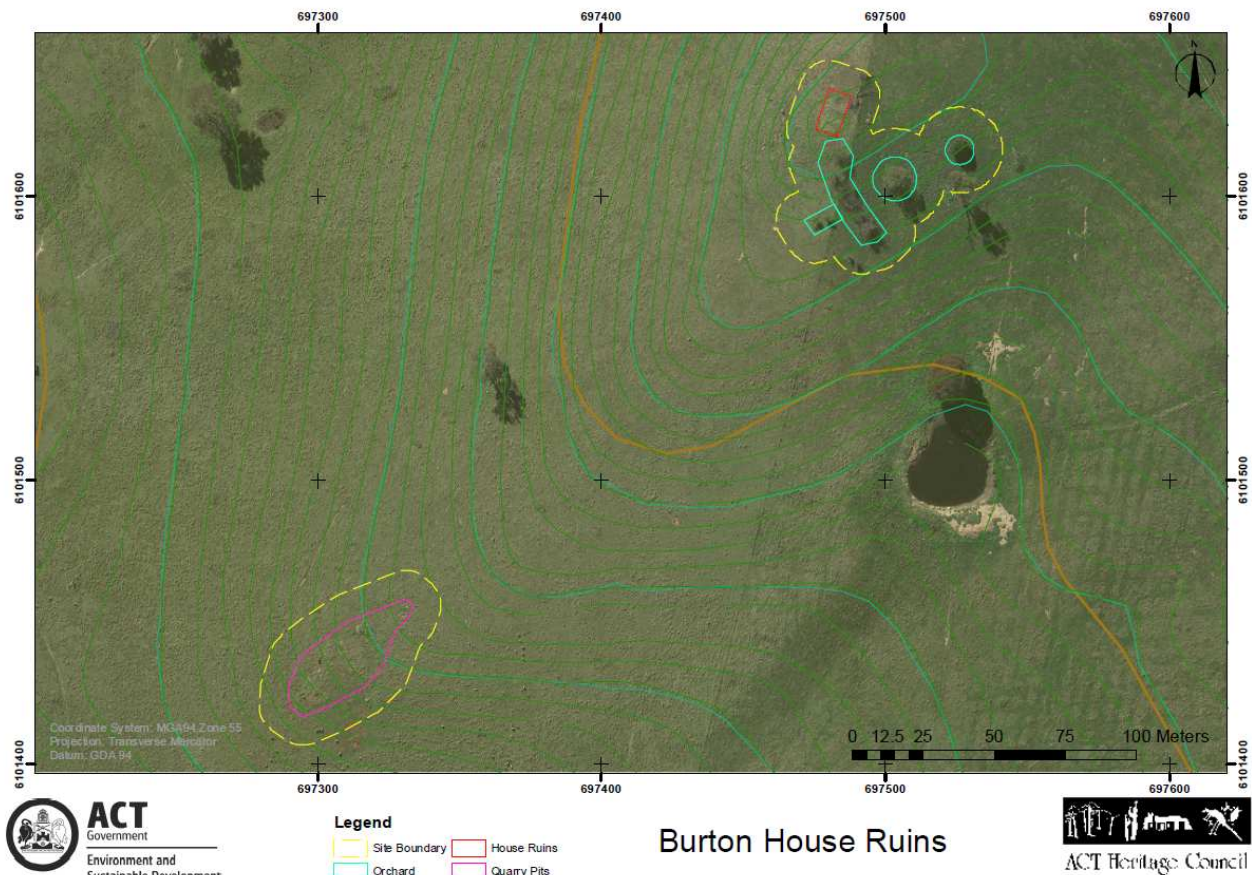 697300 697400 697500 697600
N
6101600 6101600
6101500 6101500
6101400 6101400
Coordinate System: MGA94 Zone 55
Projection: Transverse Mercator
Datum: GDA 94
0 12.5 25 50 75 100 Meters
697300 697400 697500 697600
ACT
Government
Environment and
Sustainable Development
Legend
Site Boundary House Ruins
Orchard Quarry Pits
Burton House Ruins
ACT Heritage Council